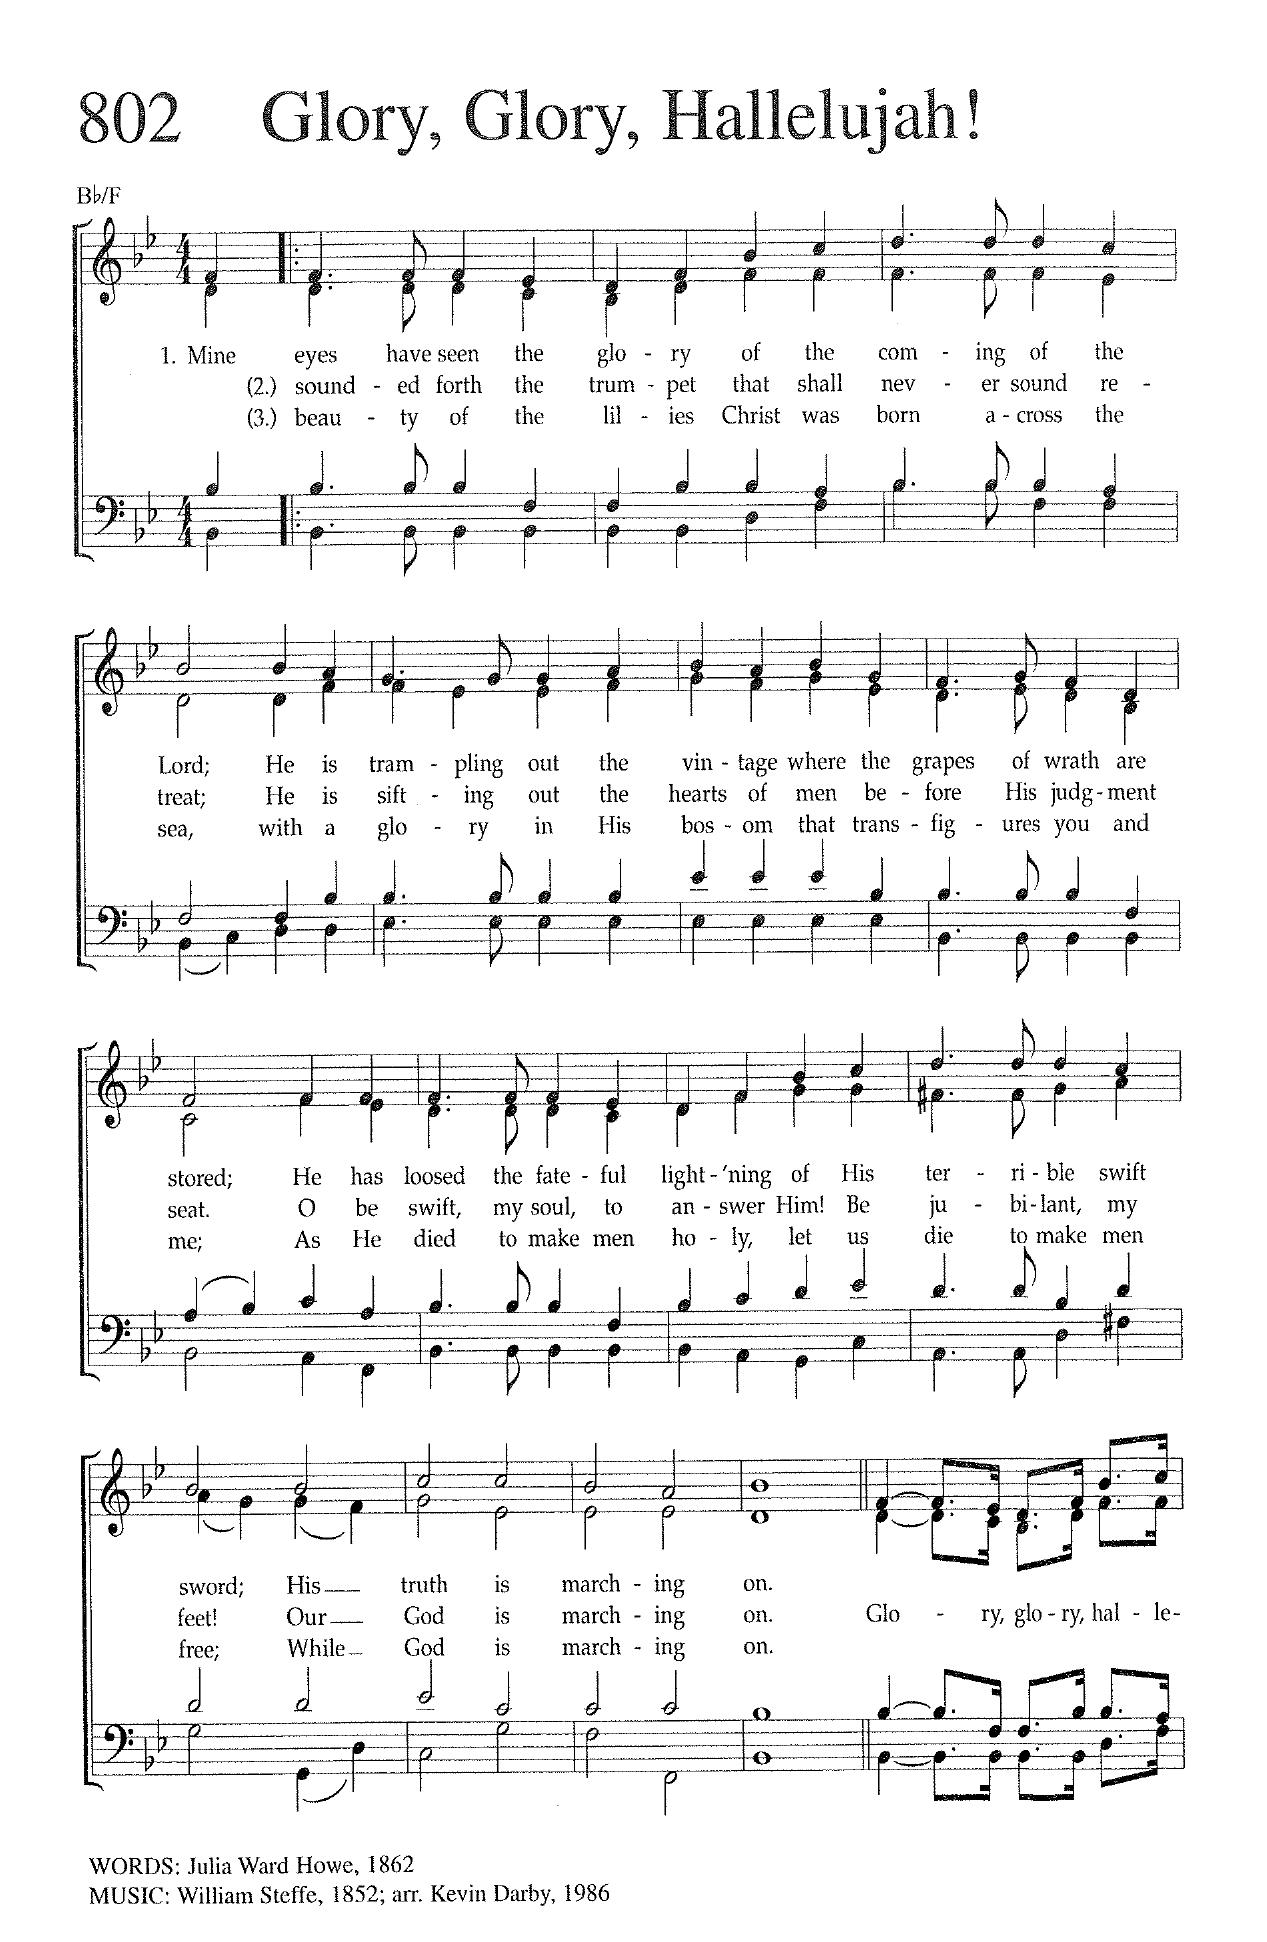 802 Glory, Glory, Hallelujah!
B♭/F
1. Mine eyes have seen the glo - ry of the com - ing of the
(2.) sound - ed forth the trum - pet that shall nev - er sound re -
(3.) beau - ty of the lil - ies Christ was born a - cross the
Lord; He is tram - pling out the vin - tage where the grapes of wrath are
treat; He is sift - ing out the hearts of men be - fore His judg - ment
sea, with a glo - ry in His bos - om that trans - fig - ures you and
stored; He has loosed the fate - ful light - 'ning of His ter - ri - ble swift
seat. O be swift, my soul, to an - swer Him! Be ju - bi - lant, my
me; As He died to make men ho - ly, let us die to make men
sword; His truth is march - ing on.
feet! Our God is march - ing on. Glo - ry, glo - ry, hal - le-
free; While God is march - ing on.
WORDS: Julia Ward Howe, 1862
MUSIC: William Steffe, 1852; arr. Kevin Darby, 1986